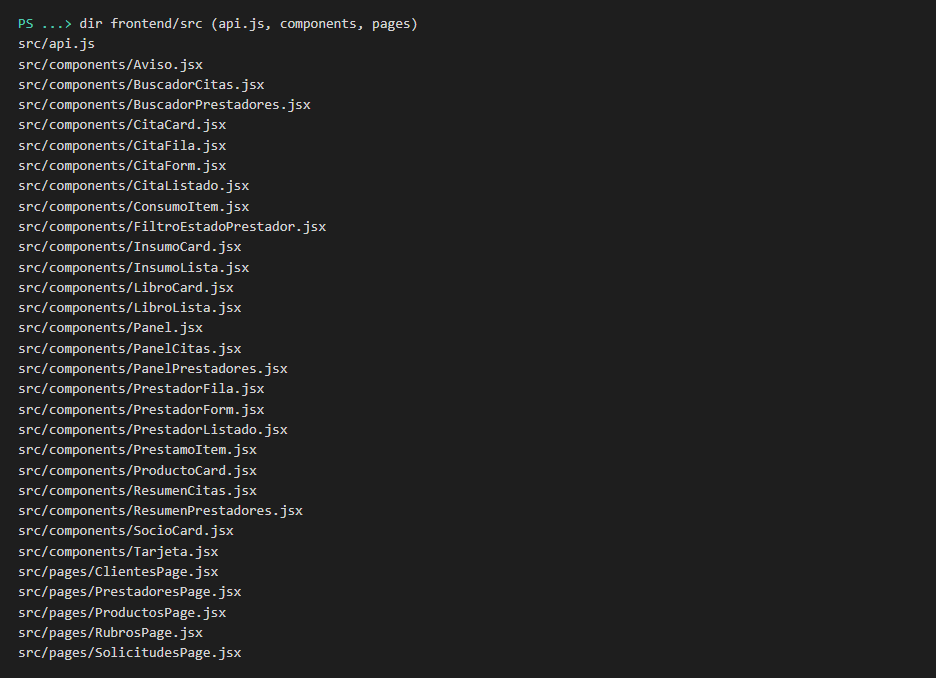 PS ...> dir frontend/src (api.js, components, pages)
src/api.js
src/components/Aviso.jsx
src/components/BuscadorCitas.jsx
src/components/BuscadorPrestadores.jsx
src/components/CitaCard.jsx
src/components/CitaFila.jsx
src/components/CitaForm.jsx
src/components/CitaListado.jsx
src/components/ConsumoItem.jsx
src/components/FiltroEstadoPrestador.jsx
src/components/InsumoCard.jsx
src/components/InsumoLista.jsx
src/components/LibroCard.jsx
src/components/LibroLista.jsx
src/components/Panel.jsx
src/components/PanelCitas.jsx
src/components/PanelPrestadores.jsx
src/components/PrestadorFila.jsx
src/components/PrestadorForm.jsx
src/components/PrestadorListado.jsx
src/components/PrestamoItem.jsx
src/components/ProductoCard.jsx
src/components/ResumenCitas.jsx
src/components/ResumenPrestadores.jsx
src/components/SocioCard.jsx
src/components/Tarjeta.jsx
src/pages/ClientesPage.jsx
src/pages/PrestadoresPage.jsx
src/pages/ProductosPage.jsx
src/pages/RubrosPage.jsx
src/pages/SolicitudesPage.jsx